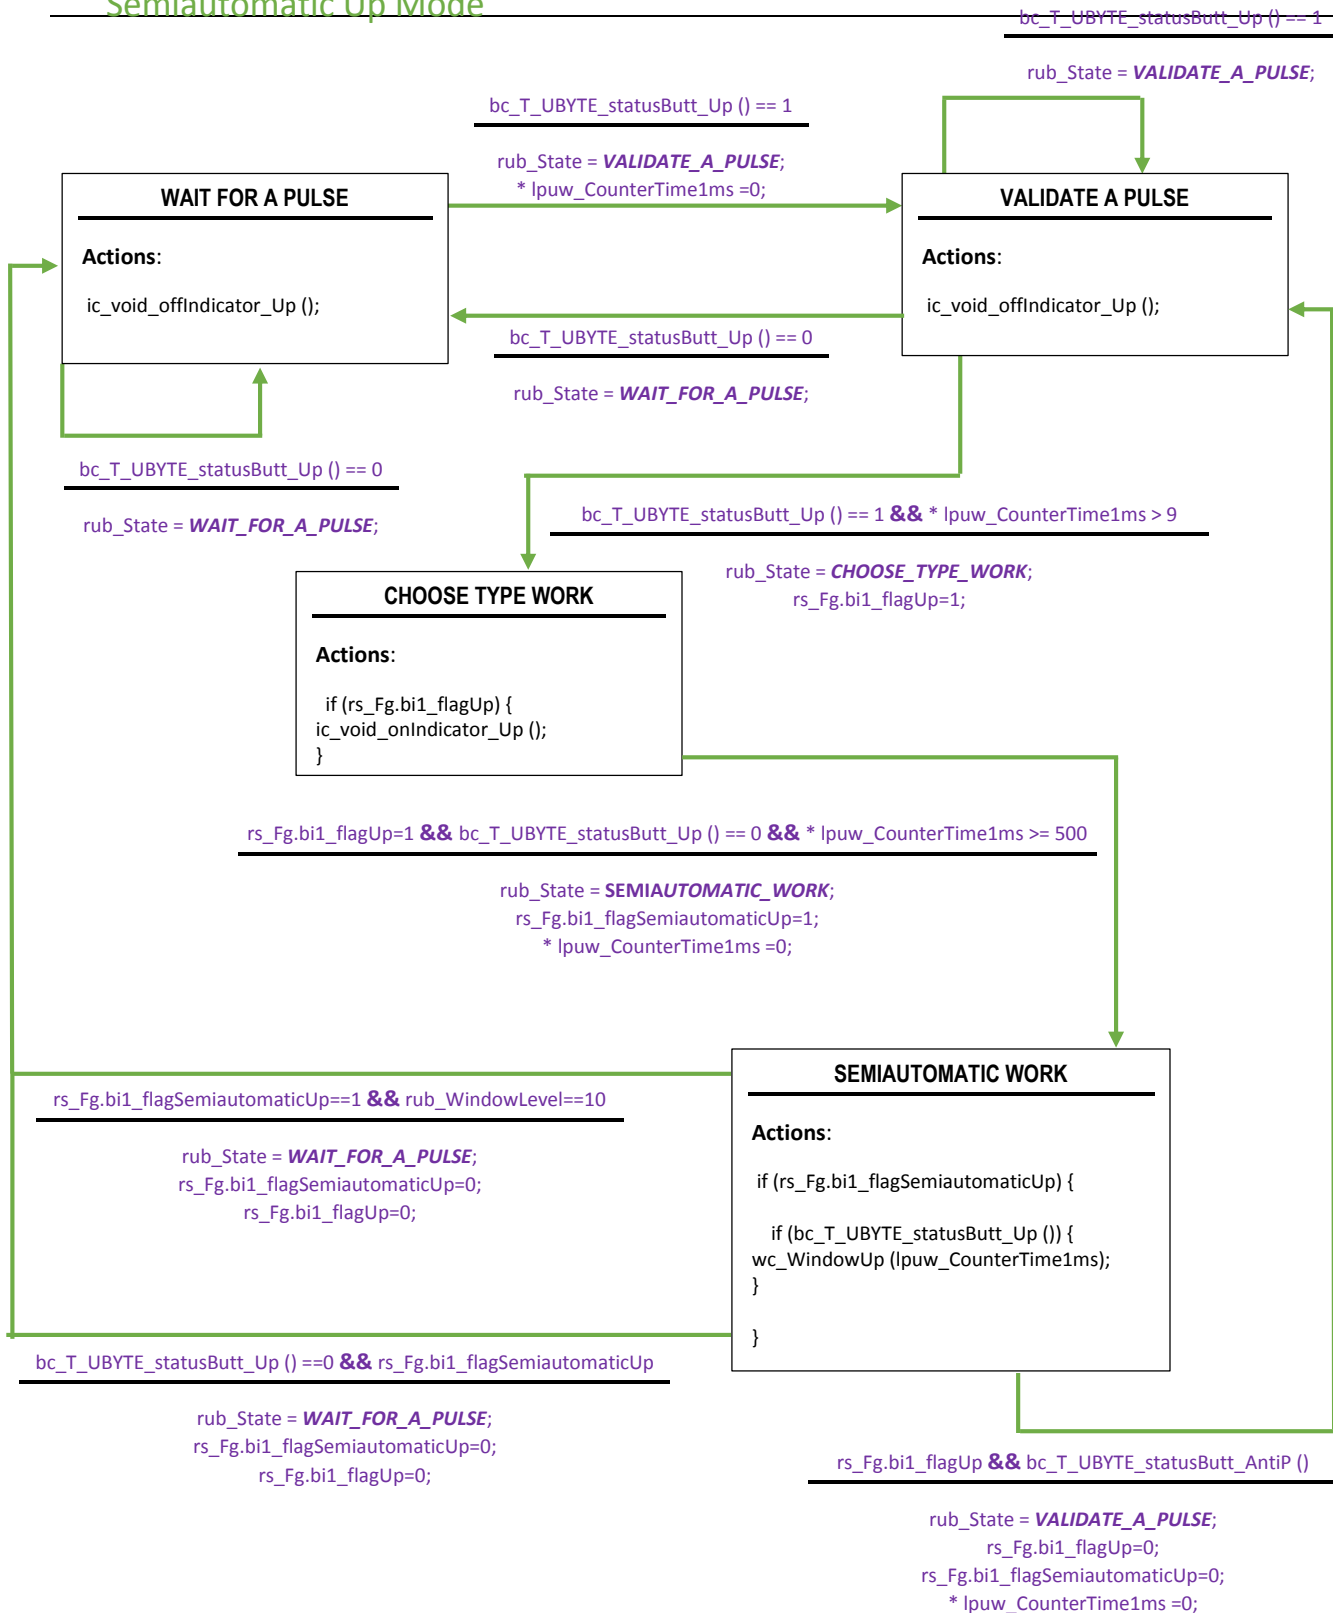 Semiautomatic Up Mode
bc_T_UBYTE_statusButt_Up () == 1
rub_State = VALIDATE_A_PULSE;
bc_T_UBYTE_statusButt_Up () == 1
rub_State = VALIDATE_A_PULSE;
* lpuw_CounterTime1ms =0;
WAIT FOR A PULSE
Actions:
ic_void_offIndicator_Up ();
VALIDATE A PULSE
Actions:
ic_void_offIndicator_Up ();
bc_T_UBYTE_statusButt_Up () == 0
rub_State = WAIT_FOR_A_PULSE;
bc_T_UBYTE_statusButt_Up () == 0
rub_State = WAIT_FOR_A_PULSE;
bc_T_UBYTE_statusButt_Up () == 1 && * lpuw_CounterTime1ms > 9
rub_State = CHOOSE_TYPE_WORK;
rs_Fg.bi1_flagUp=1;
CHOOSE TYPE WORK
Actions:
if (rs_Fg.bi1_flagUp) {
ic_void_onIndicator_Up ();
}
rs_Fg.bi1_flagUp=1 && bc_T_UBYTE_statusButt_Up () == 0 && * lpuw_CounterTime1ms >= 500
rub_State = SEMIAUTOMATIC_WORK;
rs_Fg.bi1_flagSemiautomaticUp=1;
* lpuw_CounterTime1ms =0;
SEMIAUTOMATIC WORK
Actions:
if (rs_Fg.bi1_flagSemiautomaticUp) {
if (bc_T_UBYTE_statusButt_Up ()) {
wc_WindowUp (lpuw_CounterTime1ms);
}
}
rs_Fg.bi1_flagSemiautomaticUp==1 && rub_WindowLevel==10
rub_State = WAIT_FOR_A_PULSE;
rs_Fg.bi1_flagSemiautomaticUp=0;
rs_Fg.bi1_flagUp=0;
bc_T_UBYTE_statusButt_Up () ==0 && rs_Fg.bi1_flagSemiautomaticUp
rub_State = WAIT_FOR_A_PULSE;
rs_Fg.bi1_flagSemiautomaticUp=0;
rs_Fg.bi1_flagUp=0;
rs_Fg.bi1_flagUp && bc_T_UBYTE_statusButt_AntiP ()
rub_State = VALIDATE_A_PULSE;
rs_Fg.bi1_flagUp=0;
rs_Fg.bi1_flagSemiautomaticUp=0;
* lpuw_CounterTime1ms =0;